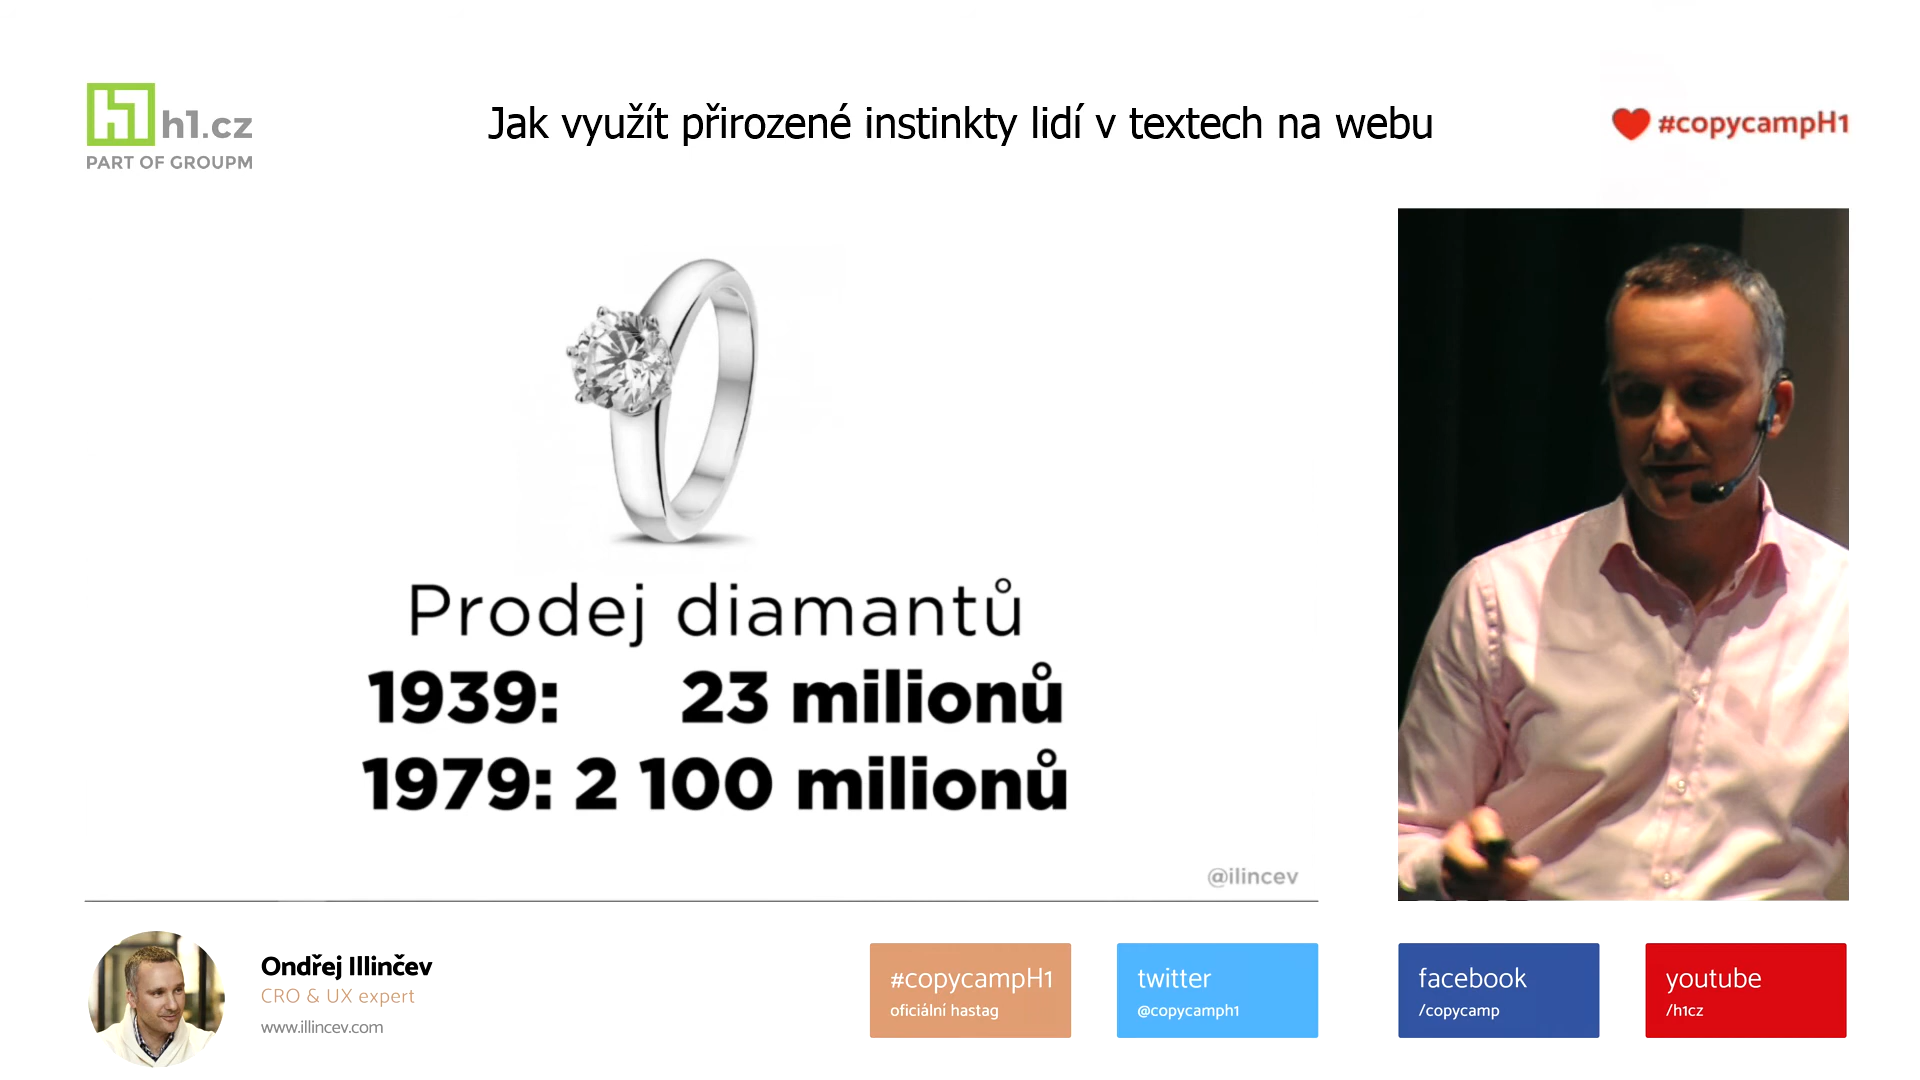 h1.cz
PART OF GROUPM
Jak využít přirozené instinkty lidí v textech na webu
#copycampH1
Prodej diamantů
1939: 23 milionů
1979: 2 100 milionů
@ilincev
Ondřej Illinčev
CRO & UX expert
www.illincev.com
#copycampH1
oficiální hastag
twitter
@copycamph1
facebook
/copycamp
youtube
/h1cz